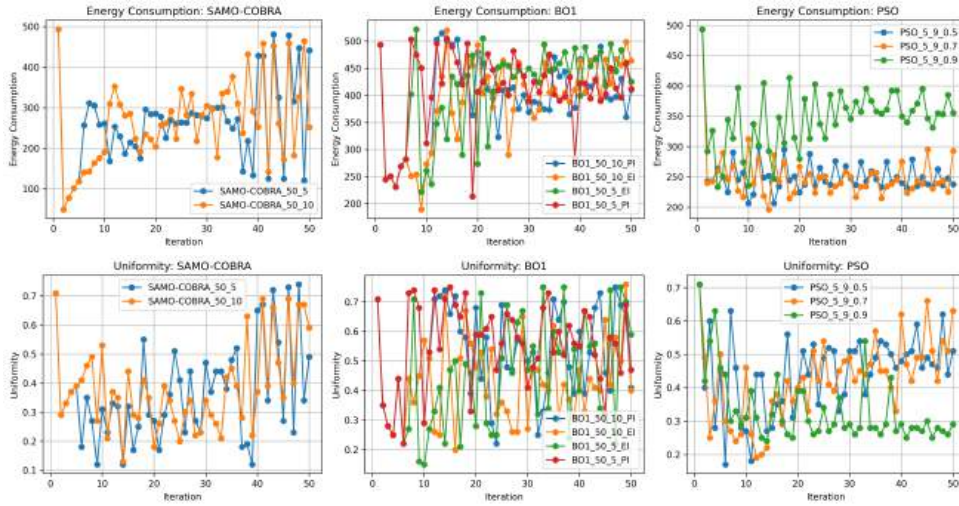 Energy Consumption: SAMO-COBRA
Energy Consumption
500
400
300
200
100
SAMO-COBRA_50_5
SAMO-COBRA_50_10
0 10 20 30 40 50
Iteration
Energy Consumption: BO1
Energy Consumption
500
450
400
350
300
250
200
BO1_50_10_PI
BO1_50_10_EI
BO1_50_5_EI
BO1_50_5_PI
0 10 20 30 40 50
Iteration
Energy Consumption: PSO
Energy Consumption
500
450
400
350
300
250
200
PSO_5_9_0.5
PSO_5_9_0.7
PSO_5_9_0.9
0 10 20 30 40 50
Iteration
Uniformity: SAMO-COBRA
Uniformity
0.7
0.6
0.5
0.4
0.3
0.2
0.1
SAMO-COBRA_50_5
SAMO-COBRA_50_10
0 10 20 30 40 50
Iteration
Uniformity: BO1
Uniformity
0.7
0.6
0.5
0.4
0.3
0.2
BO1_50_10_PI
BO1_50_10_EI
BO1_50_5_EI
BO1_50_5_PI
0 10 20 30 40 50
Iteration
Uniformity: PSO
Uniformity
0.7
0.6
0.5
0.4
0.3
0.2
PSO_5_9_0.5
PSO_5_9_0.7
PSO_5_9_0.9
0 10 20 30 40 50
Iteration